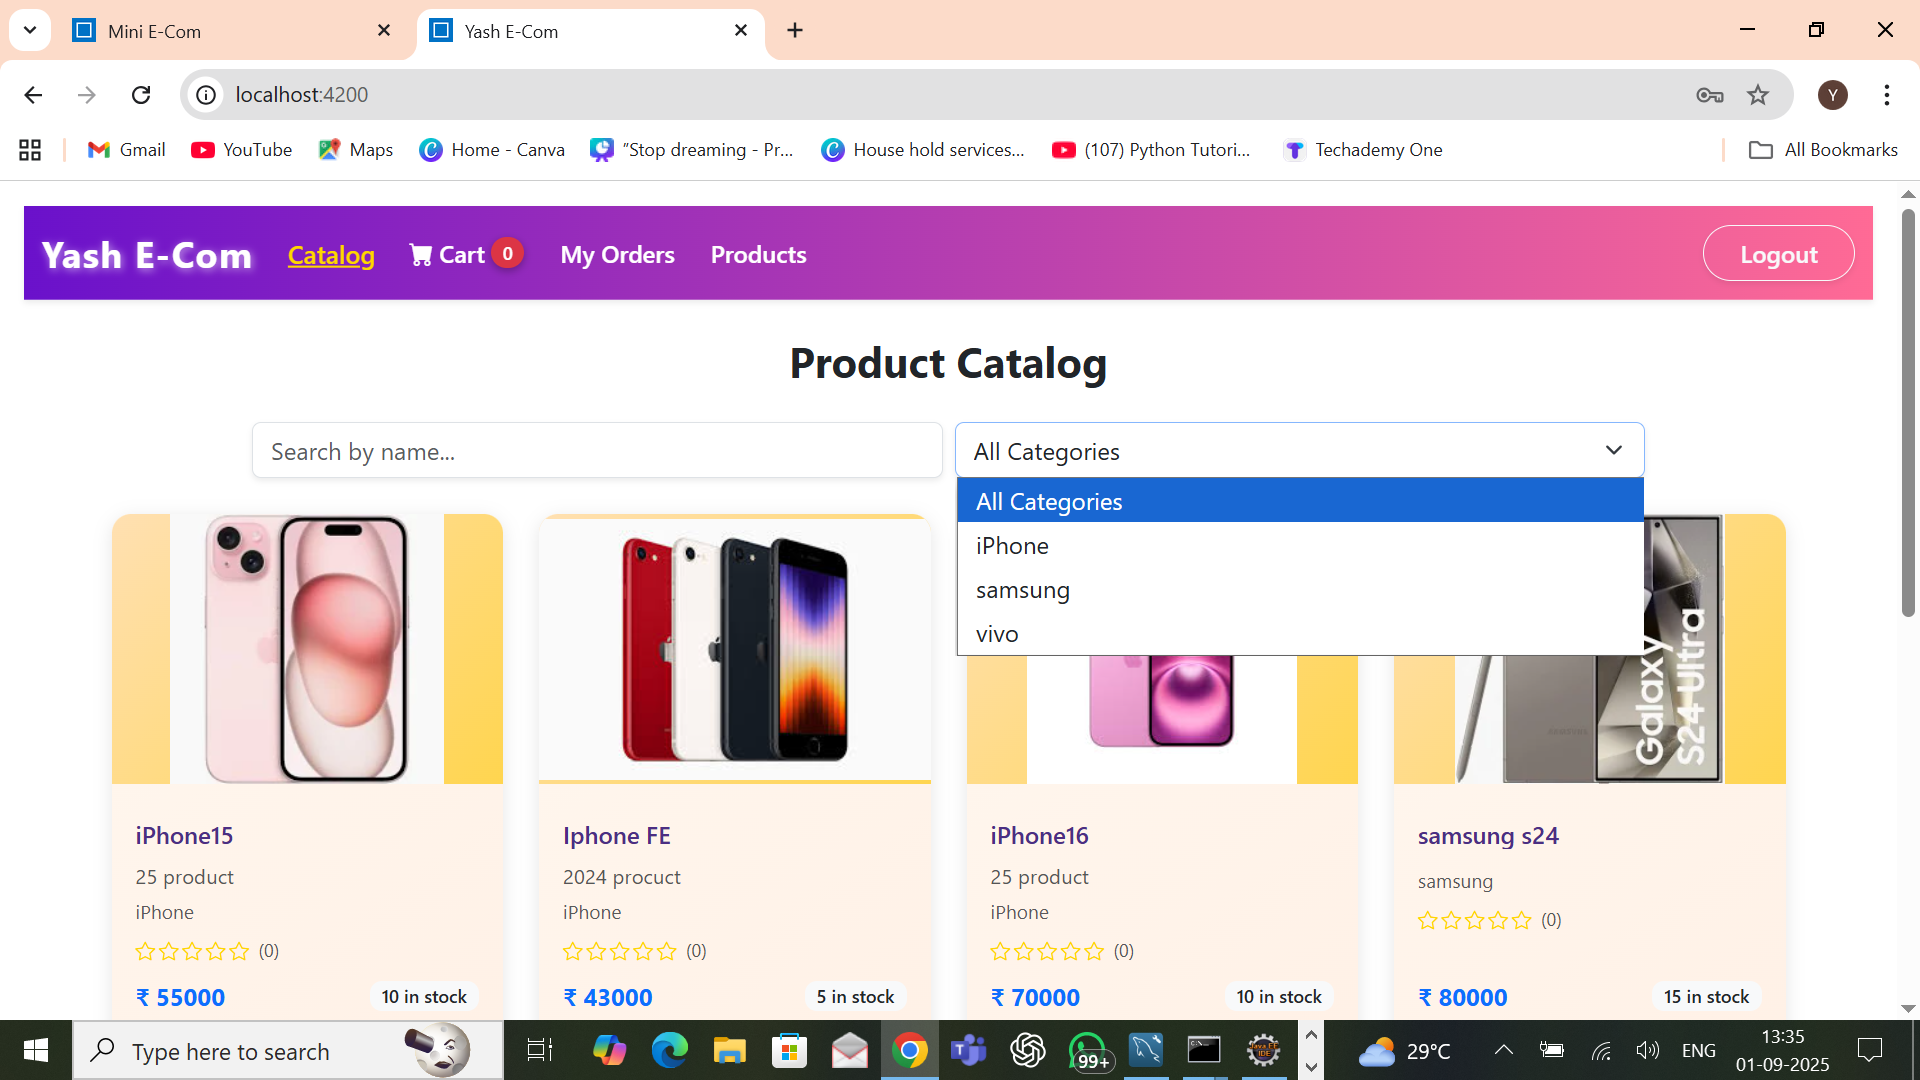 Mini E-Com
Yash E-Com
localhost:4200
Y
Gmail
YouTube
Maps
Home - Canva
"Stop dreaming - Pr...
House hold services...
(107) Python Tutori...
Techademy One
All Bookmarks
Yash E-Com
Catalog
Cart 0
My Orders
Products
Logout
Product Catalog
Search by name...
All Categories
All Categories
iPhone
samsung
vivo
Galaxy
S24 Ultra
iPhone15
25 product
iPhone
(0)
₹ 55000
10 in stock
Iphone FE
2024 procuct
iPhone
(0)
₹ 43000
5 in stock
iPhone16
25 product
iPhone
(0)
₹ 70000
10 in stock
samsung s24
samsung
(0)
₹ 80000
15 in stock
Type here to search
99+
Java EE
IDE
29°C
ENG
13:35
01-09-2025